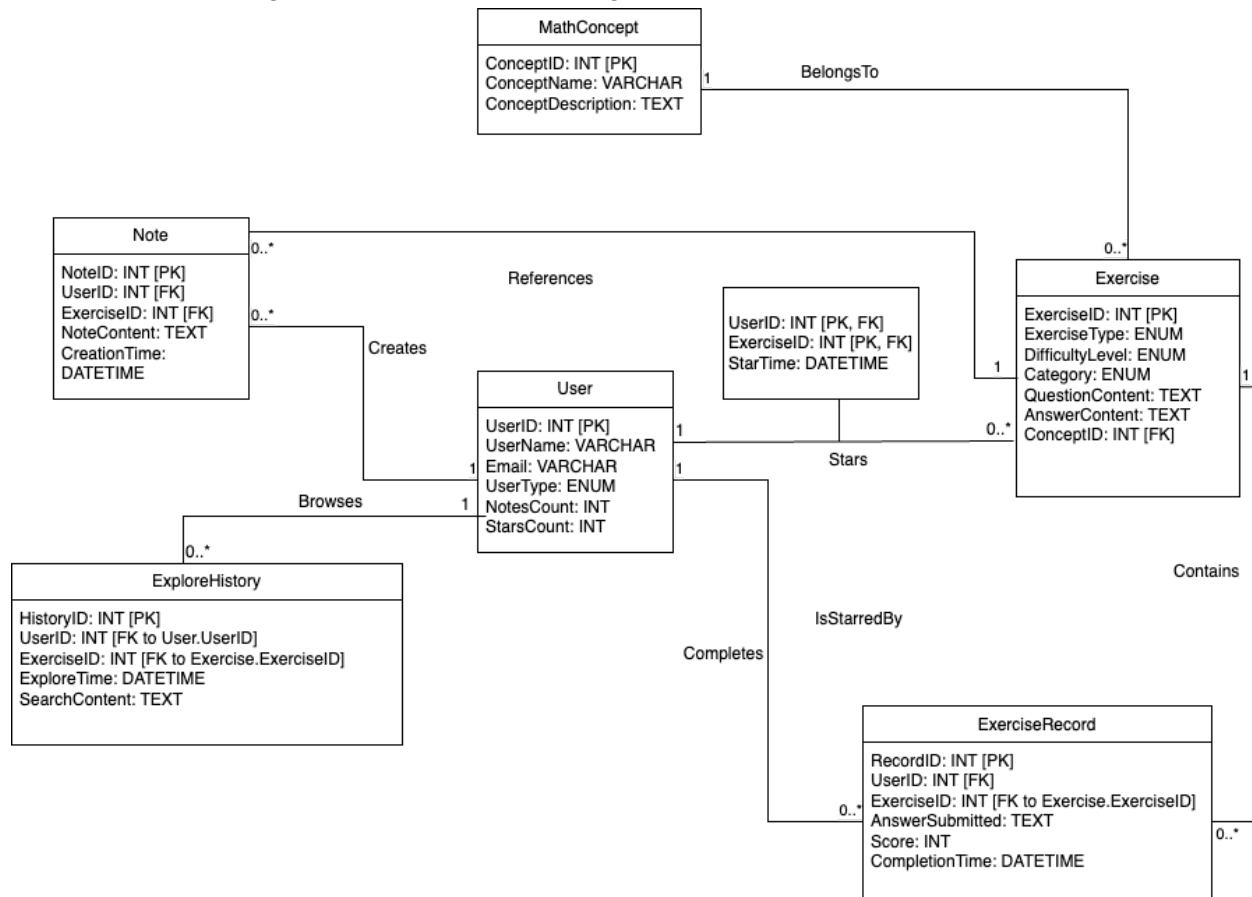 MathConcept
ConceptID: INT [PK]
ConceptName: VARCHAR
ConceptDescription: TEXT
1
BelongsTo
0..*
Note
NoteID: INT [PK]
UserID: INT [FK]
ExerciseID: INT [FK]
NoteContent: TEXT
CreationTime:
DATETIME
0..*
References
1
0..*
Creates
1
UserID: INT [PK, FK]
ExerciseID: INT [PK, FK]
StarTime: DATETIME
Exercise
ExerciseID: INT [PK]
ExerciseType: ENUM
DifficultyLevel: ENUM
Category: ENUM
QuestionContent: TEXT
AnswerContent: TEXT
ConceptID: INT [FK]
1
User
UserID: INT [PK]
UserName: VARCHAR
Email: VARCHAR
UserType: ENUM
NotesCount: INT
StarsCount: INT
1
0..*
Stars
1
Browses
1
0..*
ExploreHistory
HistoryID: INT [PK]
UserID: INT [FK to User.UserID]
ExerciseID: INT [FK to Exercise.ExerciseID]
ExploreTime: DATETIME
SearchContent: TEXT
Contains
IsStarredBy
Completes
ExerciseRecord
RecordID: INT [PK]
UserID: INT [FK]
ExerciseID: INT [FK to Exercise.ExerciseID]
AnswerSubmitted: TEXT
Score: INT
CompletionTime: DATETIME
0..*
0..*